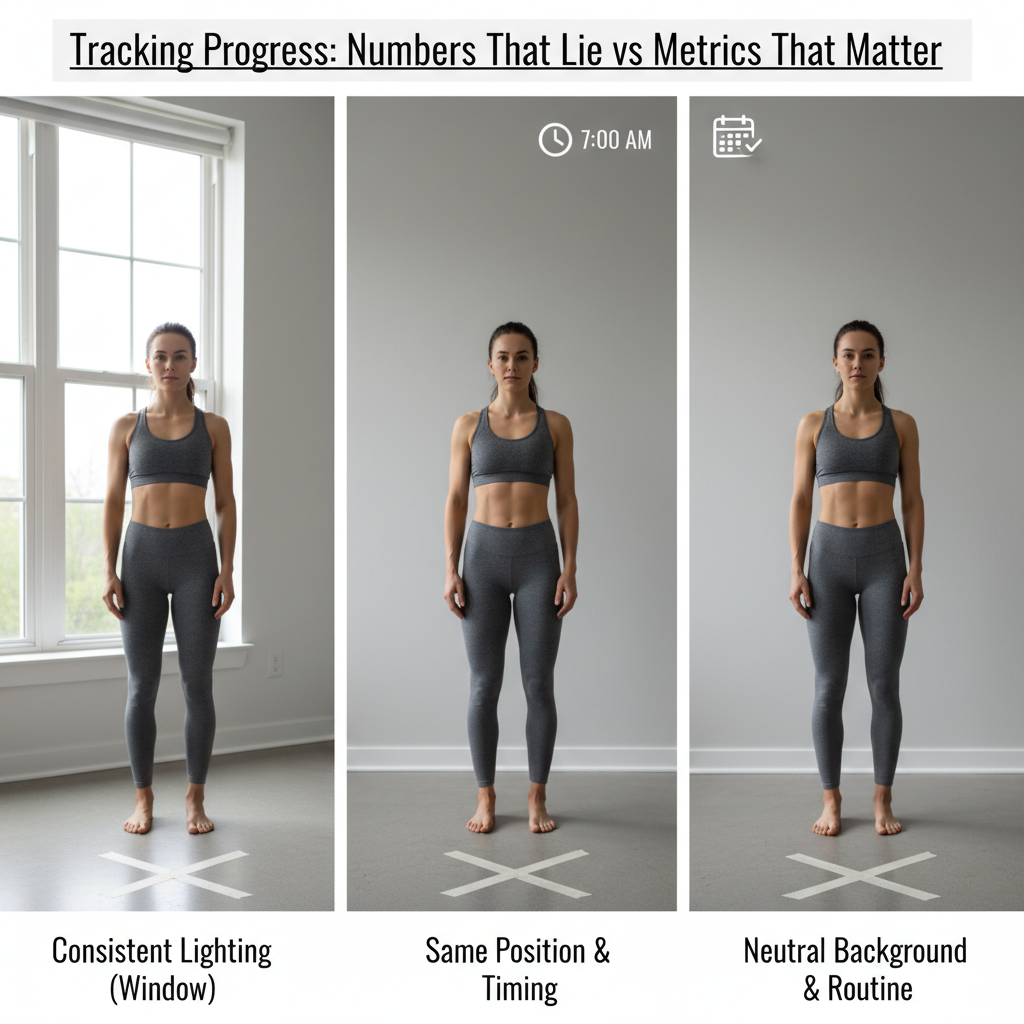 Tracking Progress: Numbers That Lie vs Metrics That Matter
7:00 AM
Consistent Lighting
(Window)
Same Position &
Timing
Neutral Background
& Routine